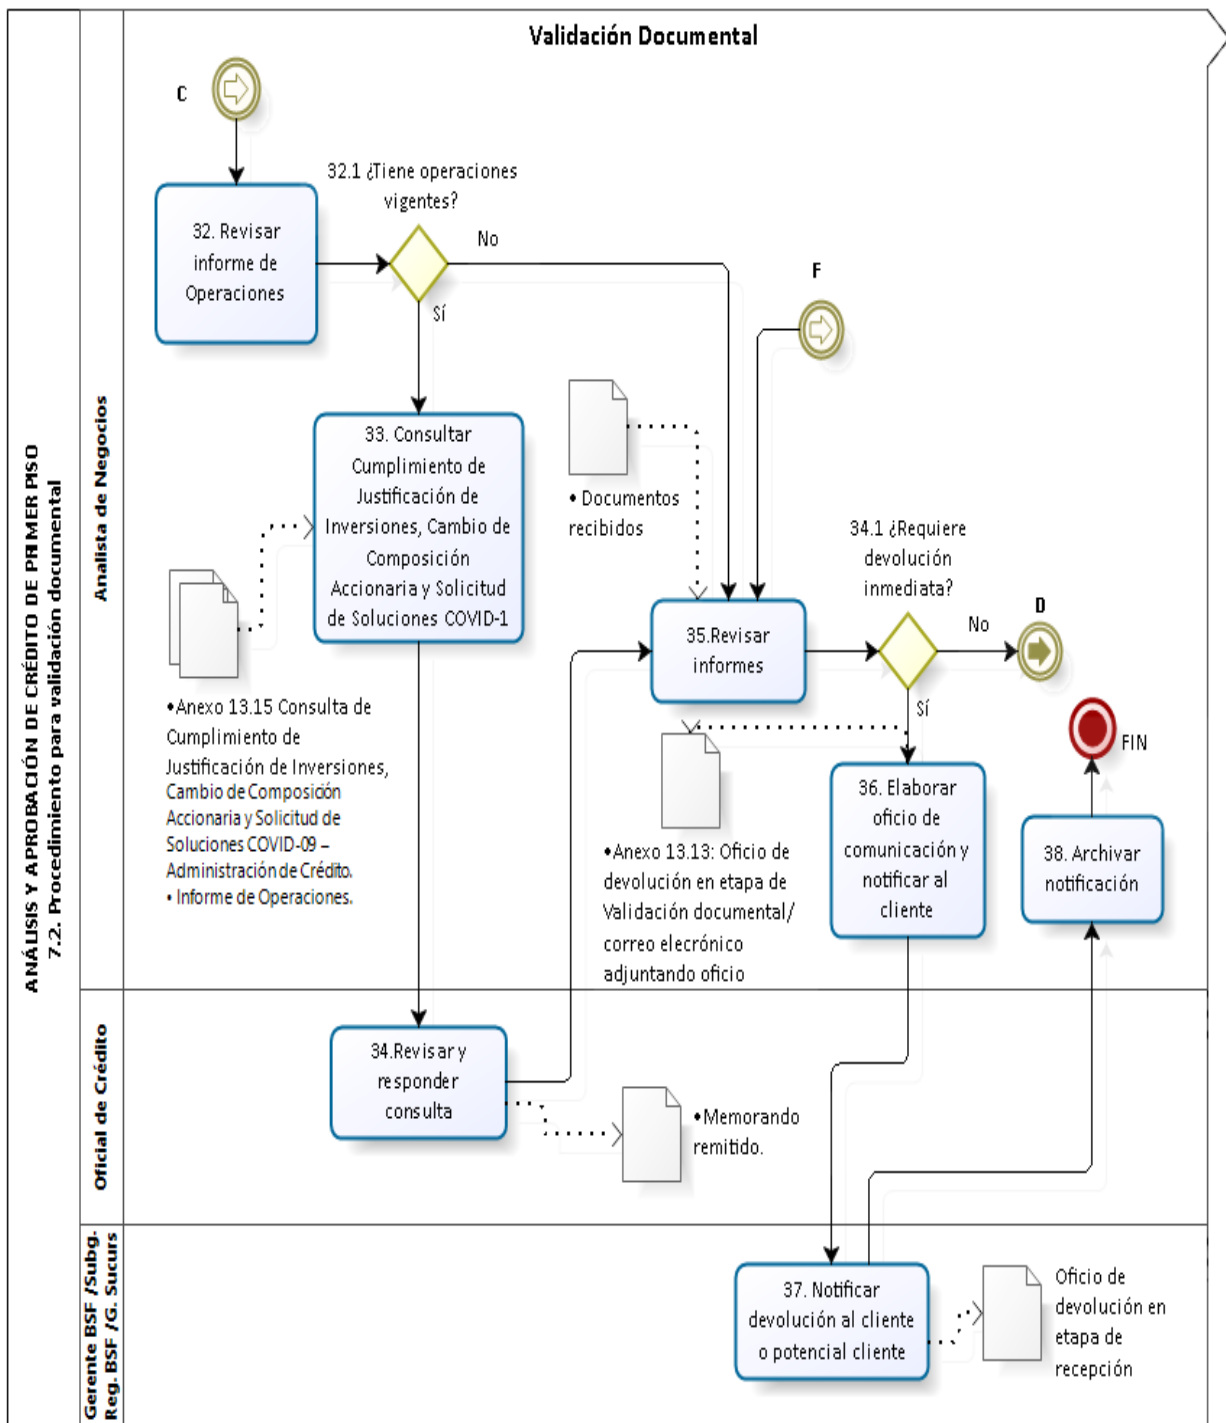 ANÁLISIS Y APROBACIÓN DE CRÉDITO DE PRIMER PISO
7.2. Procedimiento para validación documental
Validación Documental
Analista de Negocios
C
32.1 ¿Tiene operaciones
vigentes?
32. Revisar
informe de
Operaciones
No
Sí
F
33. Consultar
Cumplimiento de
Justificación de
Inversiones, Cambio de
Composición
Accionaria y Solicitud
de Soluciones COVID-1
• Documentos
recibidos
34.1 ¿Requiere
devolución
inmediata?
•Anexo 13.15 Consulta de
Cumplimiento de
Justificación de Inversiones,
Cambio de Composición
Accionaria y Solicitud de
Soluciones COVID-09 –
Administración de Crédito.
• Informe de Operaciones.
35.Revisar
informes
No
D
Sí
FIN
•Anexo 13.13: Oficio de
devolución en etapa de
Validación documental/
correo elecrónico
adjuntando oficio
36. Elaborar
oficio de
comunicación y
notificar al
cliente
38. Archivar
notificación
Oficial de Crédito
34.Revisar y
responder
consulta
•Memorando
remitido.
Gerente BSF /Subg.
Reg. BSF /G. Sucurs
37. Notificar
devolución al cliente
o potencial cliente
Oficio de
devolución en
etapa de
recepción